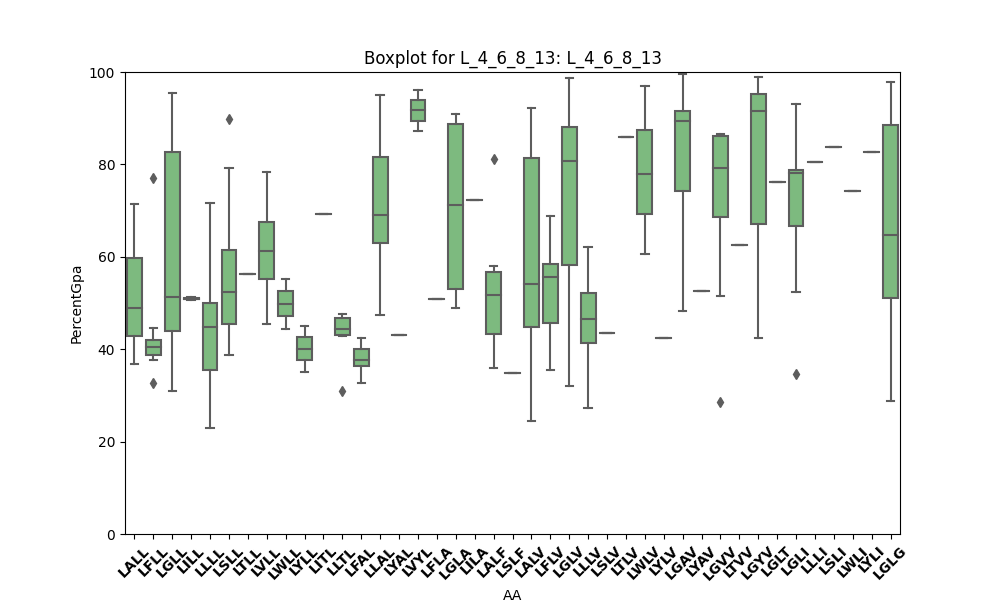 Boxplot for L_4_6_8_13: L_4_6_8_13
100
80
60
40
20
0
PercentGpa
LALL LFLL LGLL LILL LLLL LSLL LTLL LVLL LWLL LYLL LITL LLTL LFAL LLAL LYAL LVYL LFLA LGLA LILA LALF LSLF LALV LFLV LGLV LLLV LSLV LTLV LWLV LYLV LGAV LYAV LGVV LTVV LGYV LGLT LGLI LLLI LSLI LWLI LYLI LGLG
AA